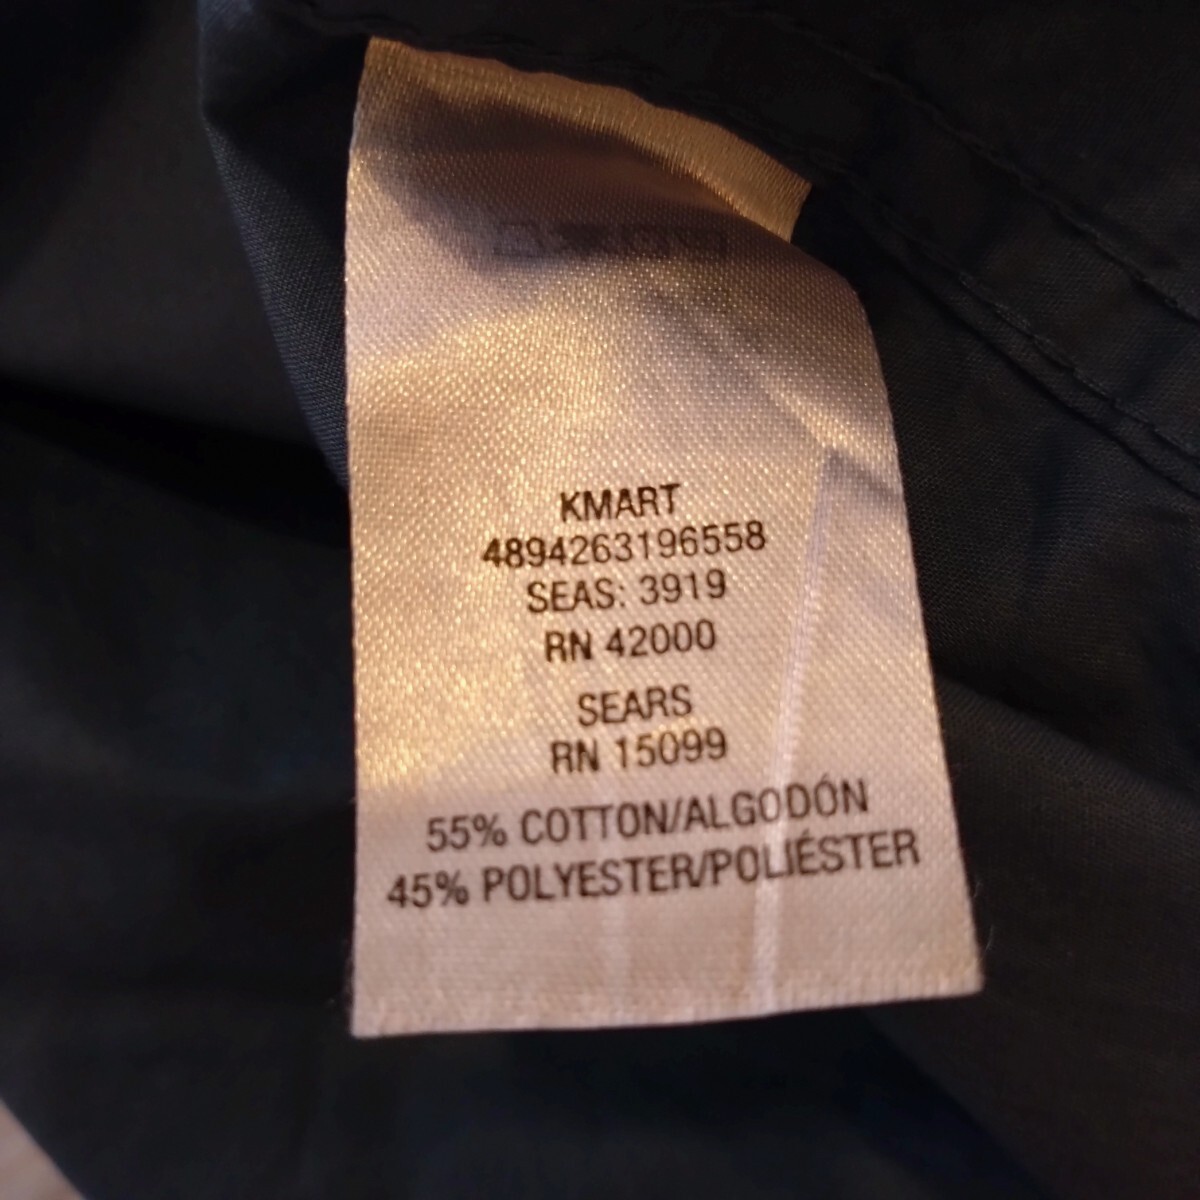 KMART
4894263196558
SEAS: 3919
RN 42000
SEARS
RN 15099
55% COTTON/ALGODÓN
45% POLYESTER/POLIÉSTER